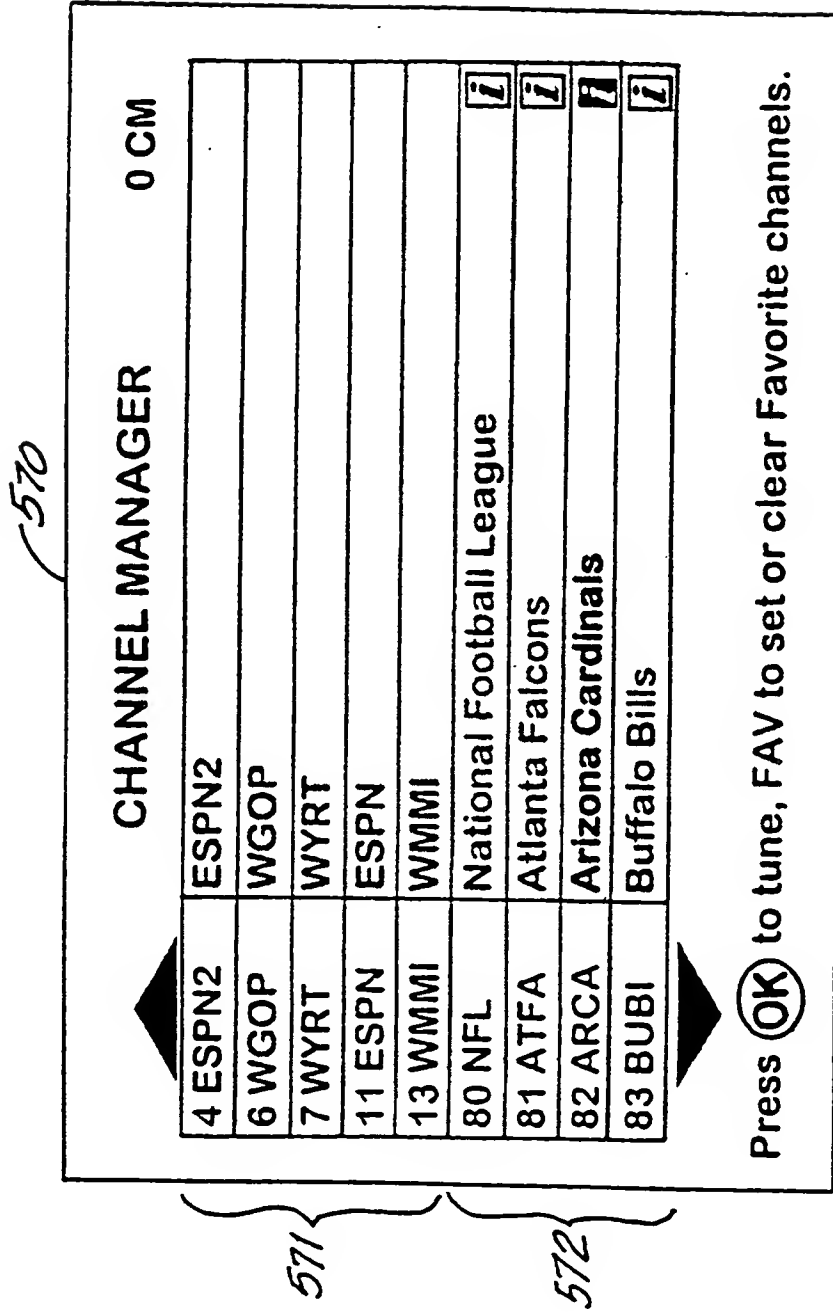 570
CHANNEL MANAGER 0 CM
4 ESPN2 ESPN2
6 WGOP WGOP
7 WYRT WYRT
11 ESPN ESPN
13 WMMI WMMI
80 NFL National Football League i
81 ATFA Atlanta Falcons i
82 ARCA Arizona Cardinals i
83 BUBI Buffalo Bills i
571
572
Press OK to tune, FAV to set or clear Favorite channels.